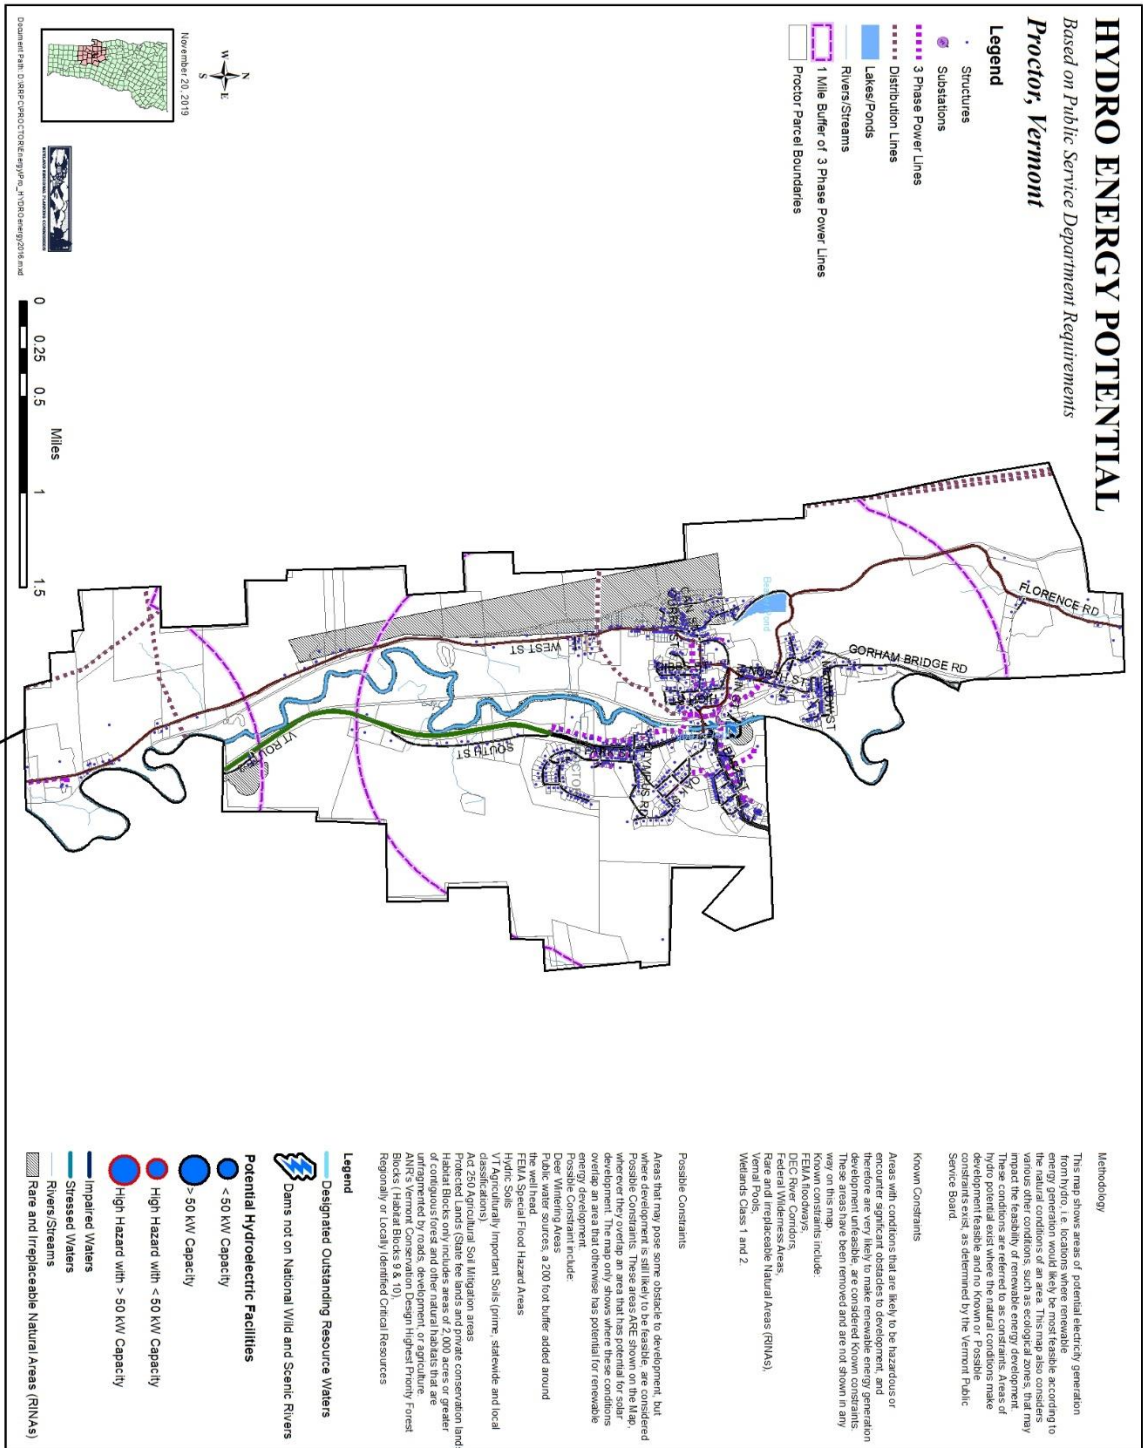 HYDRO ENERGY POTENTIAL
Based on Public Service Department Requirements
Proctor, Vermont
Legend
Structures
Substations
3 Phase Power Lines
Distribution Lines
Lakes/Ponds
Rivers/Streams
1 Mile Buffer of 3 Phase Power Lines
Proctor Parcel Boundaries
N
W
E
S
November 20, 2019
0 0.25 0.5 1 1.5
Miles
FLORENCE RD
GORHAM BRIDGE RD
NORTH ST
WEST ST
SOUTH ST
VT ROUTE
Methodology
This map shows areas of potential electricity generation
from hydro, i.e. locations where renewable
energy generation would likely be most feasible according to
the natural conditions of an area. This map also considers
various other conditions, such as ecological zones, that may
impact the feasibility of renewable energy development.
These conditions are referred to as constraints. Areas of
hydro potential exist where the natural conditions make
development feasible and no Known or Possible
constraints exist, as determined by the Vermont Public
Service Board.
Known Constraints
Areas with conditions that are likely to be hazardous or
encounter significant obstacles to development, and
therefore are very likely to make renewable energy generation
development unfeasible, are considered Known constraints.
These areas have been removed and are not shown in any
way on this map.
Known constraints include:
FEMA floodways,
DEC River Corridors,
Federal Wilderness Areas,
Rare and Irreplaceable Natural Areas (RINAs),
Vernal Pools,
Wetlands Class 1 and 2.
Possible Constraints
Areas that may pose some obstacle to development, but
where development is still likely to be feasible, are considered
Possible Constraints. These areas ARE shown on the Map,
wherever they overlap an area that has potential for solar
development. The map only shows where these conditions
overlap an area that otherwise has potential for renewable
energy development.
Possible Constraint include:
Deer Wintering Areas
Public water sources, a 200 foot buffer added around
the well head
FEMA Special Flood Hazard Areas
Hydric Soils
VT Agriculturally Important Soils (prime, statewide and local
classifications)
Act 250 Agricultural Soil Mitigation areas
Protected Lands (State fee lands and private conservation lands
Habitat Blocks only includes areas of 2,000 acres or greater
of contiguous forest and other natural habitats that are
unfragmented by roads, development, or agriculture.
ANR's Vermont Conservation Design Highest Priority Forest
Blocks (Habitat Blocks 9 & 10),
Regionally or Locally Identified Critical Resources
Legend
Designated Outstanding Resource Waters
Dams not on National Wild and Scenic Rivers
Potential Hydroelectric Facilities
< 50 kW Capacity
> 50 kW Capacity
High Hazard with < 50 kW Capacity
High Hazard with > 50 kW Capacity
Impaired Waters
Stressed Waters
Rivers/Streams
Rare and Irreplaceable Natural Areas (RINAs)